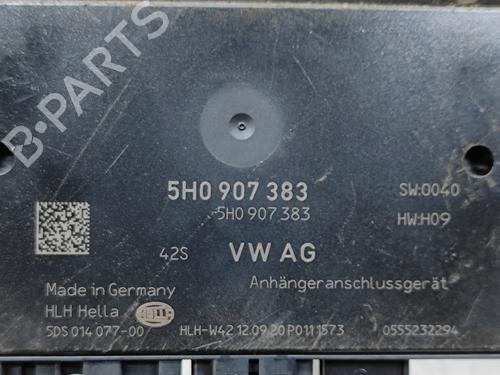 B-PARTS
5H0 907 383 SW:0040
5H0 907 383 HW:H09
42S VW AG
Made in Germany Anhängeranschlussgerät
HLH Hella
5DS 014 077-00 HLH-W42 12.09.20 P0111573 0555232294